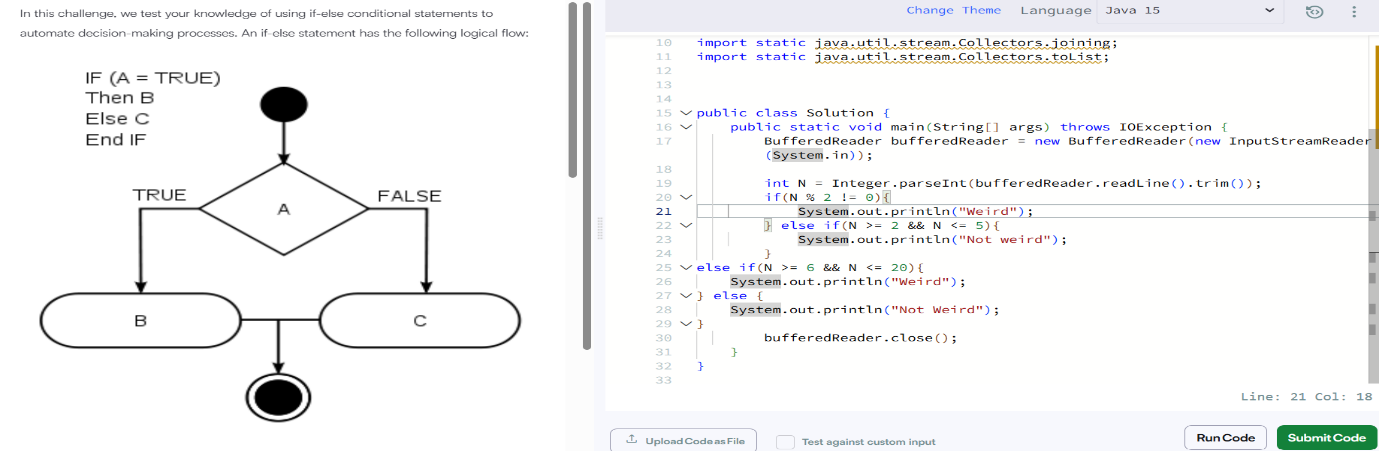 In this challenge, we test your knowledge of using if-else conditional statements to
automate decision-making processes. An if-else statement has the following logical flow:
IF (A = TRUE)
Then B
Else C
End IF
TRUE
FALSE
A
B
C
Change Theme Language Java 15
10 import static java.util.stream.Collectors.joining;
11 import static java.util.stream.Collectors.toList;
12
13
14
15 public class Solution {
16 public static void main(String[] args) throws IOException {
17 BufferedReader bufferedReader = new BufferedReader(new InputStreamReader
(System.in));
18
19 int N = Integer.parseInt(bufferedReader.readLine().trim());
20 if(N % 2 != 0){
21 System.out.println("Weird");
22 } else if(N >= 2 && N <= 5){
23 System.out.println("Not weird");
24 }
25 else if(N >= 6 && N <= 20){
26 System.out.println("Weird");
27 } else {
28 System.out.println("Not Weird");
29 }
30 bufferedReader.close();
31 }
32 }
33
Line: 21 Col: 18
Upload Code as File
Test against custom input
Run Code
Submit Code